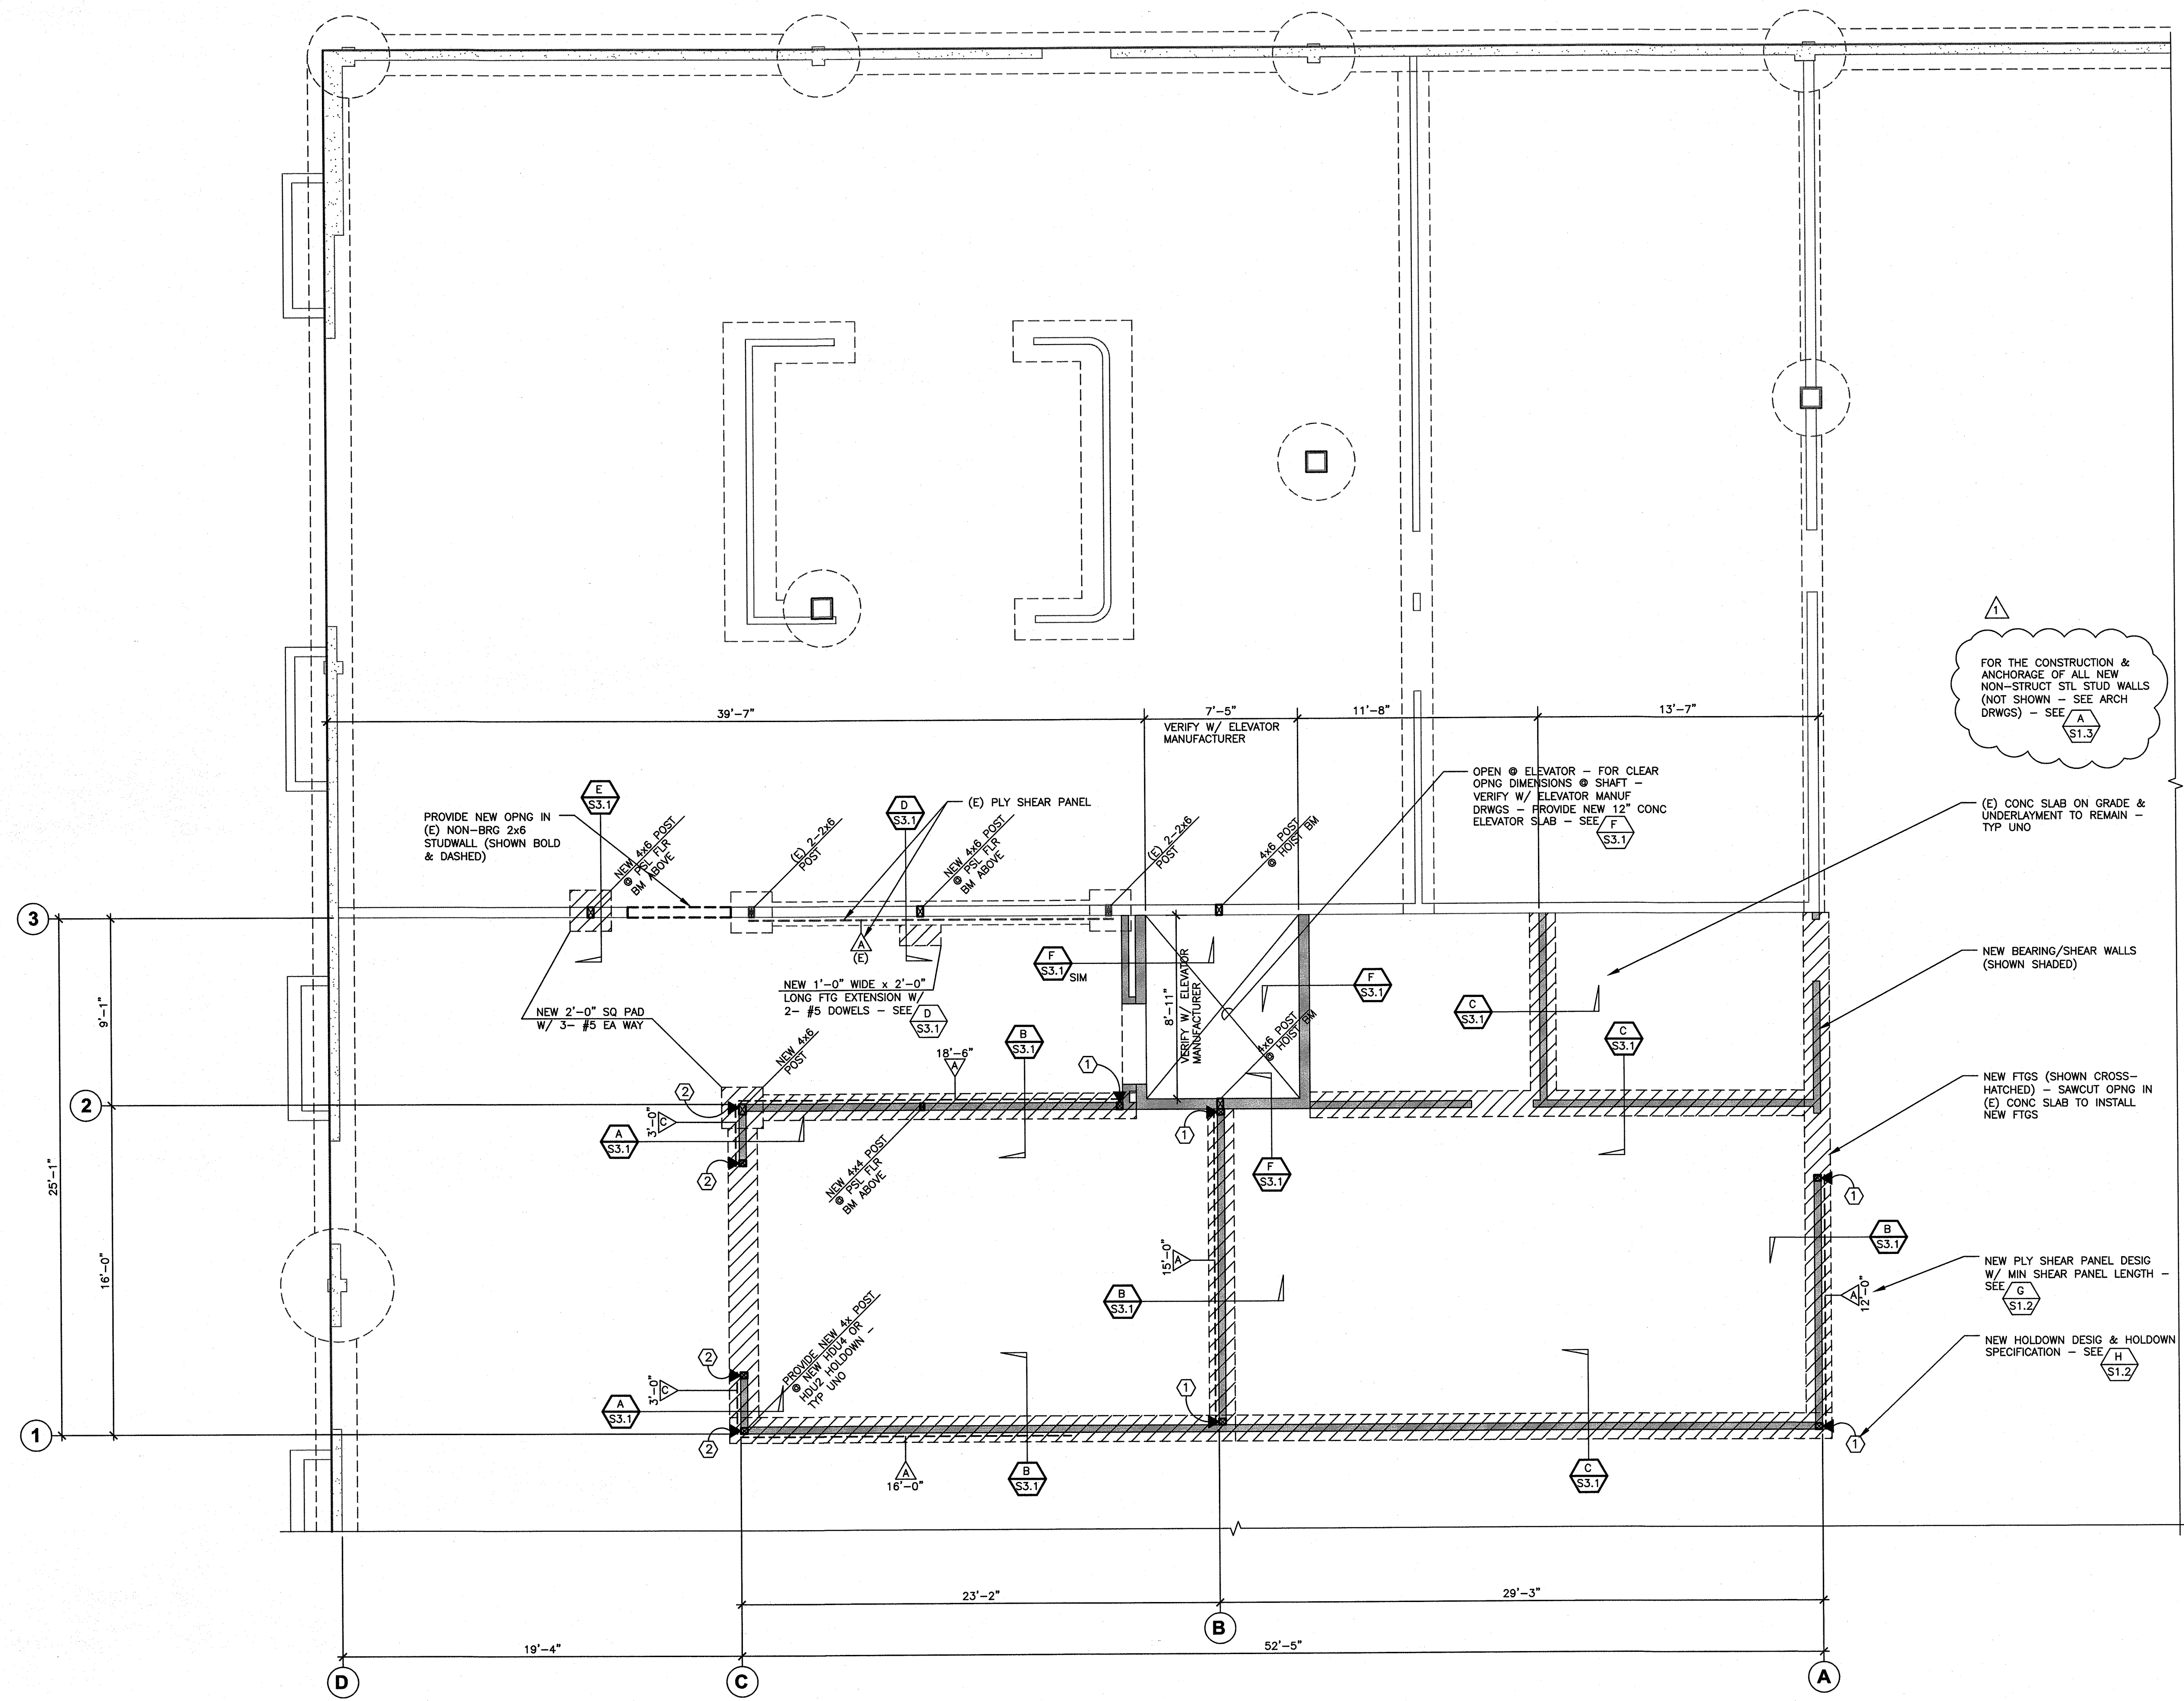 1
FOR THE CONSTRUCTION &
ANCHORAGE OF ALL NEW
NON-STRUCT STL STUD WALLS
(NOT SHOWN - SEE ARCH
DRWGS) - SEE
A
S1.3
39'-7"
7'-5"
VERIFY W/ ELEVATOR
MANUFACTURER
11'-8"
13'-7"
OPEN @ ELEVATOR - FOR CLEAR
OPNG DIMENSIONS @ SHAFT -
VERIFY W/ ELEVATOR MANUF
DRWGS - PROVIDE NEW 12" CONC
ELEVATOR SLAB - SEE
F
S3.1
(E) CONC SLAB ON GRADE &
UNDERLAYMENT TO REMAIN -
TYP UNO
PROVIDE NEW OPNG IN
(E) NON-BRG 2x6
STUDWALL (SHOWN BOLD
& DASHED)
E
S3.1
NEW 4x6 POST
@ PSL FLR
BM ABOVE
(E) 2-2x6
POST
D
S3.1
(E) PLY SHEAR PANEL
NEW 4x6 POST
@ PSL FLR
BM ABOVE
(E) 2-2x6
POST
4x6 POST
@ HOIST BM
3
A
(E)
F
S3.1
SIM
8'-11"
VERIFY W/ ELEVATOR
MANUFACTURER
F
S3.1
C
S3.1
C
S3.1
NEW BEARING/SHEAR WALLS
(SHOWN SHADED)
9'-1"
NEW 2'-0" SQ PAD
W/ 3- #5 EA WAY
NEW 1'-0" WIDE x 2'-0"
LONG FTG EXTENSION W/
2- #5 DOWELS - SEE
D
S3.1
NEW 4x6
POST
18'-6"
A
B
S3.1
1
4x6 POST
@ HOIST BM
NEW FTGS (SHOWN CROSS-
HATCHED) - SAWCUT OPNG IN
(E) CONC SLAB TO INSTALL
NEW FTGS
2
2
3'-0"
C
A
S3.1
2
NEW 4x4 POST
@ PSL FLR
BM ABOVE
1
F
S3.1
1
25'-1"
16'-0"
15'-0"
A
B
S3.1
B
S3.1
A
12'-0"
NEW PLY SHEAR PANEL DESIG
W/ MIN SHEAR PANEL LENGTH -
SEE
G
S1.2
NEW HOLDOWN DESIG & HOLDOWN
SPECIFICATION - SEE
H
S1.2
2
3'-0"
C
A
S3.1
2
PROVIDE NEW 4x POST
@ NEW HDU4 OR
HDU2 HOLDOWN -
TYP UNO
1
1
1
A
16'-0"
B
S3.1
C
S3.1
23'-2"
29'-3"
B
19'-4"
52'-5"
D
C
A